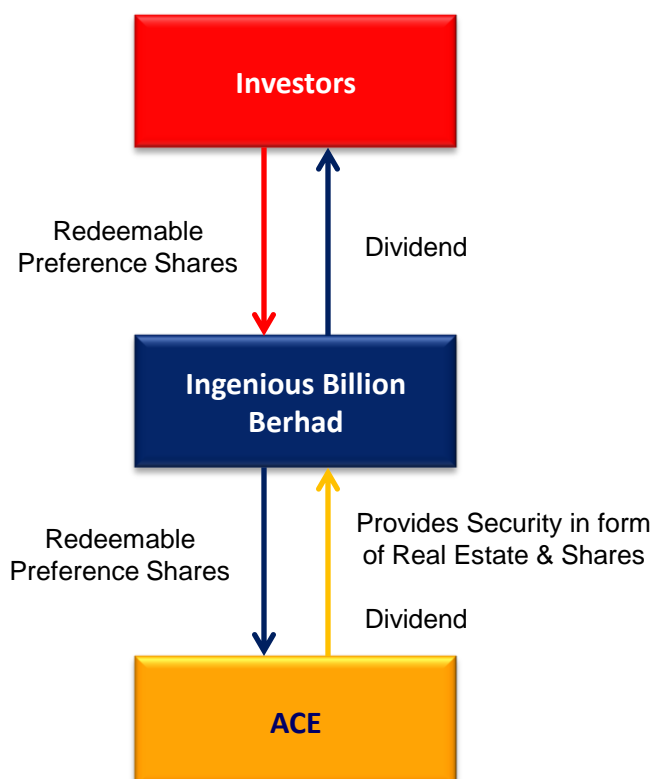 Investors
Redeemable
Preference Shares
Dividend
Ingenious Billion
Berhad
Redeemable
Preference Shares
Provides Security in form
of Real Estate & Shares
Dividend
ACE